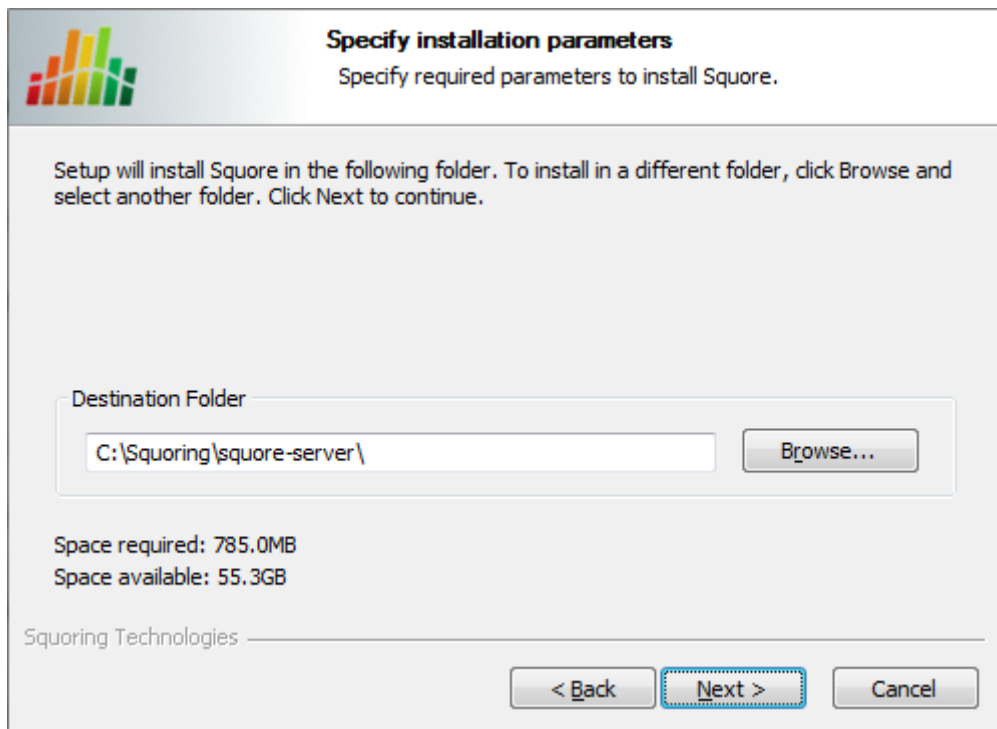 Specify installation parameters
Specify required parameters to install Squore.
Setup will install Squore in the following folder. To install in a different folder, click Browse and
select another folder. Click Next to continue.
Destination Folder
C:\Squoring\squore-server\
Browse...
Space required: 785.0MB
Space available: 55.3GB
Squoring Technologies
< Back
Next >
Cancel